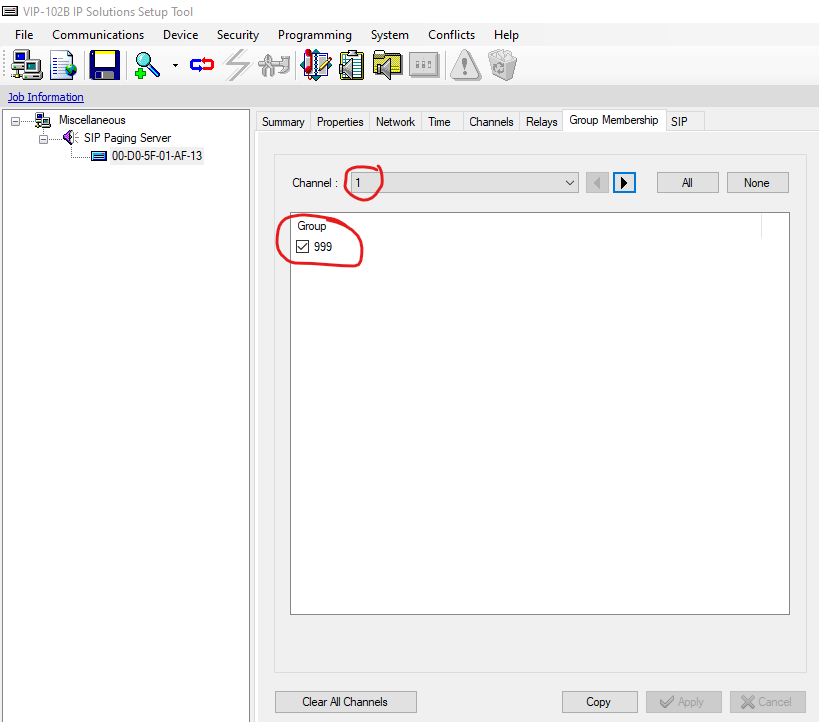 VIP-102B IP Solutions Setup Tool
File Communications Device Security Programming System Conflicts Help
Job Information
Miscellaneous
SIP Paging Server
00-D0-5F-01-AF-13
Summary Properties Network Time Channels Relays Group Membership SIP
Channel : 1 All None
Group
999
Clear All Channels Copy Apply Cancel